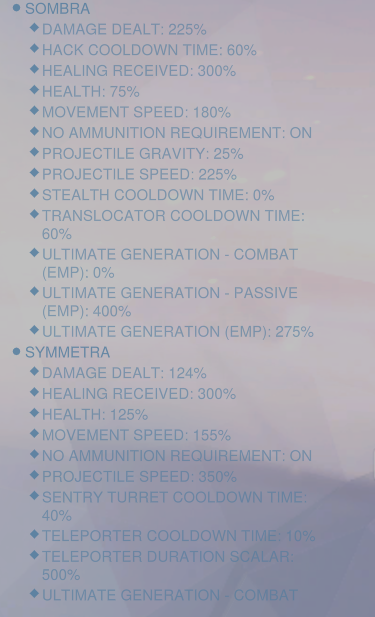 SOMBRA
DAMAGE DEALT: 225%
HACK COOLDOWN TIME: 60%
HEALING RECEIVED: 300%
HEALTH: 75%
MOVEMENT SPEED: 180%
NO AMMUNITION REQUIREMENT: ON
PROJECTILE GRAVITY: 25%
PROJECTILE SPEED: 225%
STEALTH COOLDOWN TIME: 0%
TRANSLOCATOR COOLDOWN TIME:
60%
ULTIMATE GENERATION - COMBAT
(EMP): 0%
ULTIMATE GENERATION - PASSIVE
(EMP): 400%
ULTIMATE GENERATION (EMP): 275%
SYMMETRA
DAMAGE DEALT: 124%
HEALING RECEIVED: 300%
HEALTH: 125%
MOVEMENT SPEED: 155%
NO AMMUNITION REQUIREMENT: ON
PROJECTILE SPEED: 350%
SENTRY TURRET COOLDOWN TIME:
40%
TELEPORTER COOLDOWN TIME: 10%
TELEPORTER DURATION SCALAR:
500%
ULTIMATE GENERATION - COMBAT